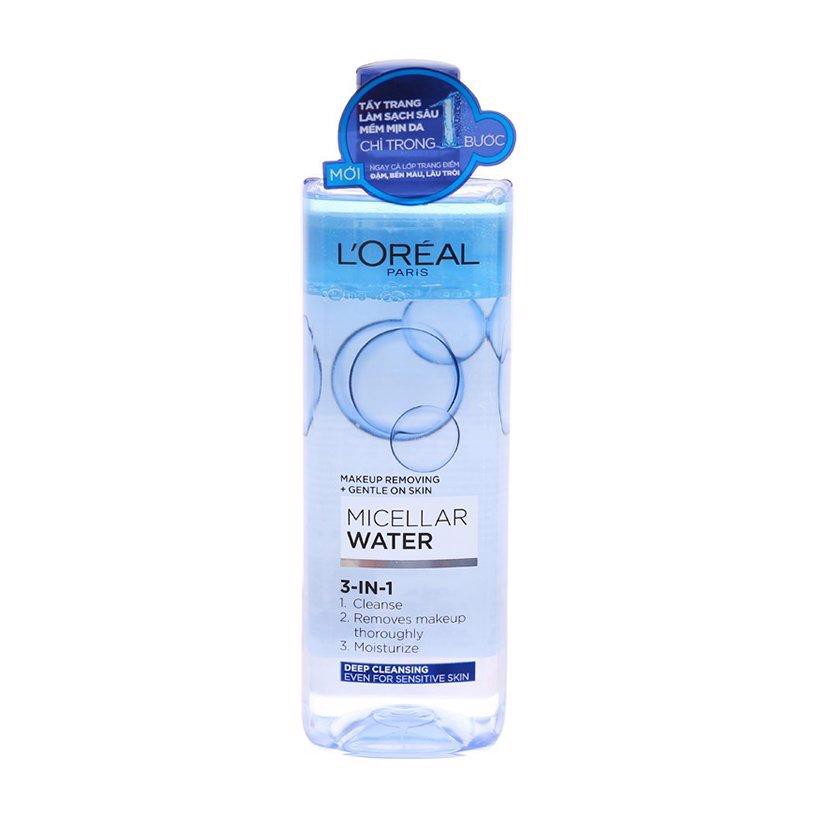 TẨY TRANG
LÀM SẠCH SÂU
MỀM MỊN DA
CHỈ TRONG 1 BƯỚC
MỚI
NGAY CẢ LỚP TRANG ĐIỂM
ĐẬM, BỀN MÀU, LÂU TRÔI
L'ORÉAL
PARIS
MAKEUP REMOVING
+ GENTLE ON SKIN
MICELLAR
WATER
3-IN-1
1. Cleanse
2. Removes makeup
thoroughly
3. Moisturize
DEEP CLEANSING
EVEN FOR SENSITIVE SKIN